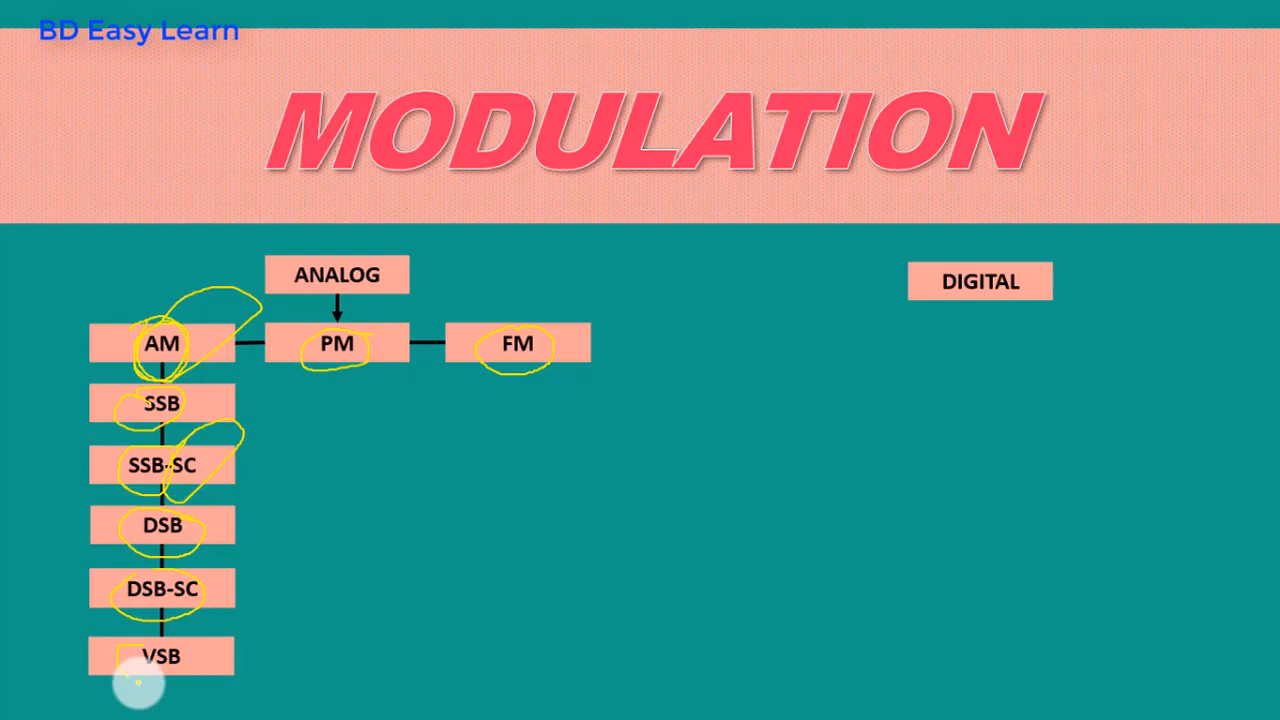 BD Easy Learn
MODULATION
ANALOG
DIGITAL
AM
PM
FM
SSB
SSB-SC
DSB
DSB-SC
VSB